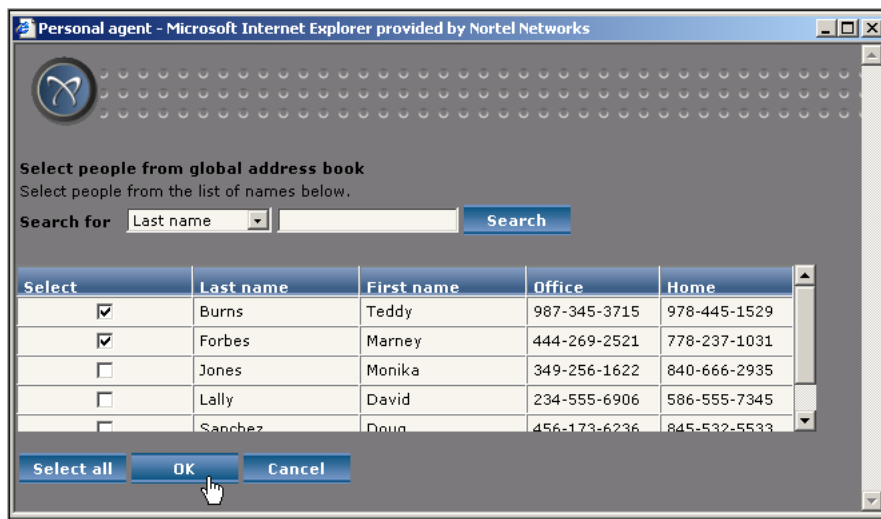 Personal agent - Microsoft Internet Explorer provided by Nortel Networks
Select people from global address book
Select people from the list of names below.
Search for Last name Search
Select Last name First name Office Home
Burns Teddy 987-345-3715 978-445-1529
Forbes Marney 444-269-2521 778-237-1031
Jones Monika 349-256-1622 840-666-2935
Lally David 234-555-6906 586-555-7345
Sanchez Doug 456-173-6236 845-532-5533
Select all OK Cancel